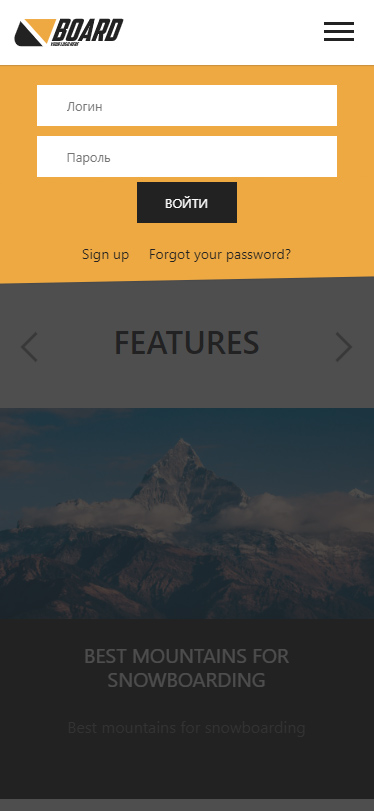 BOARD
YOUR LOGO HERE
Логин
Пароль
ВОЙТИ
Sign up Forgot your password?
FEATURES
BEST MOUNTAINS FOR
SNOWBOARDING
Best mountains for snowboarding